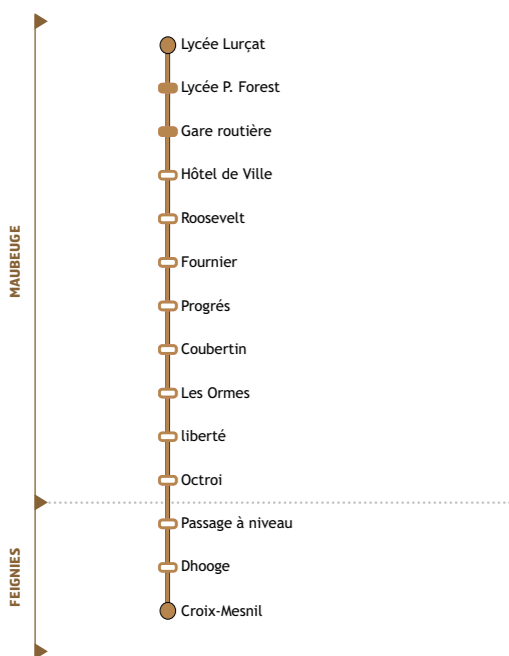 Lycée Lurçat
Lycée P. Forest
Gare routière
Hôtel de Ville
Roosevelt
Fournier
Progrés
Coubertin
Les Ormes
liberté
Octroi
MAUBEUGE
Passage à niveau
Dhooge
Croix-Mesnil
FEIGNIES